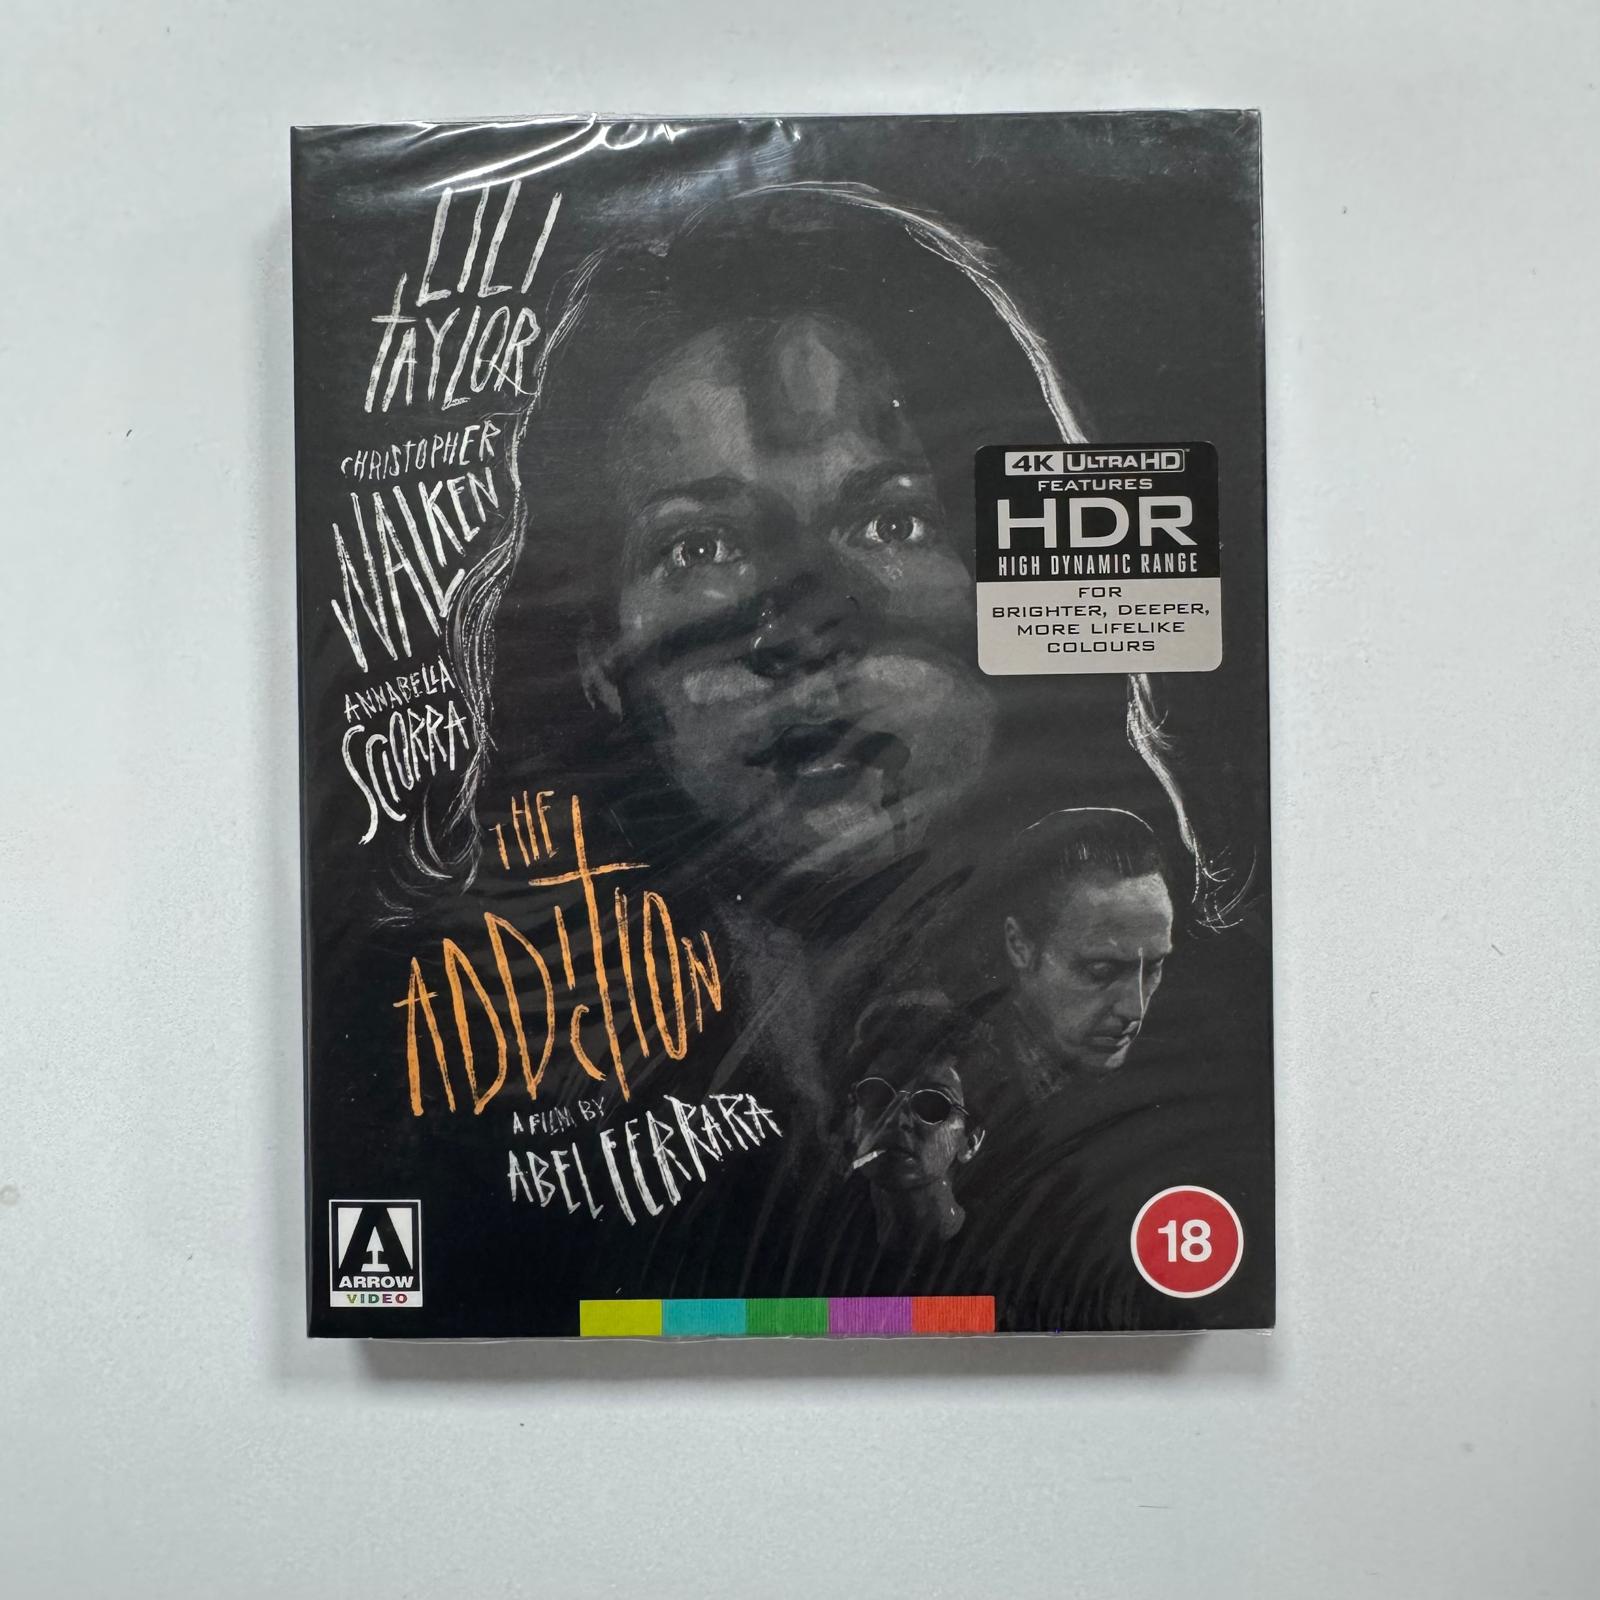 LILI
TAYLOR
CHRISTOPHER
WALKEN
ANNABELLA
SCIORRA
THE
ADDICTION
A FILM BY
ABEL FERRARA
4K ULTRA HD
FEATURES
HDR
HIGH DYNAMIC RANGE
FOR
BRIGHTER, DEEPER,
MORE LIFELIKE
COLOURS
A
ARROW
VIDEO
18